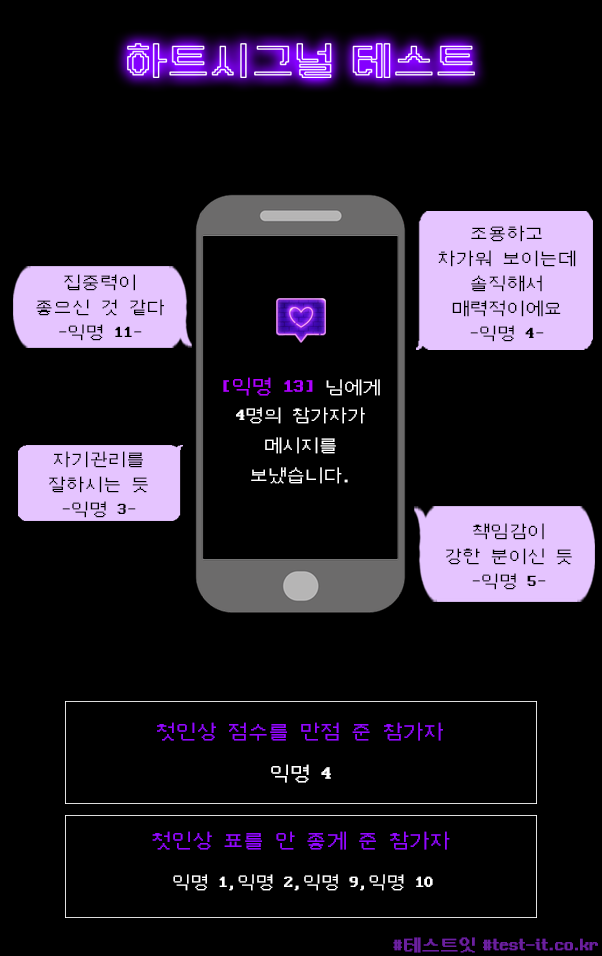 하트시그널 테스트
집중력이
좋으신 것 같다
-익명 11-
조용하고
차가워 보이는데
솔직해서
매력적이에요
-익명 4-
[익명 13] 님에게
4명의 참가자가
메시지를
보냈습니다.
자기관리를
잘하시는 듯
-익명 3-
책임감이
강한 분이신 듯
-익명 5-
첫인상 점수를 만점 준 참가자
익명 4
첫인상 표를 안 좋게 준 참가자
익명 1,익명 2,익명 9,익명 10
#테스트잇 #test-it.co.kr